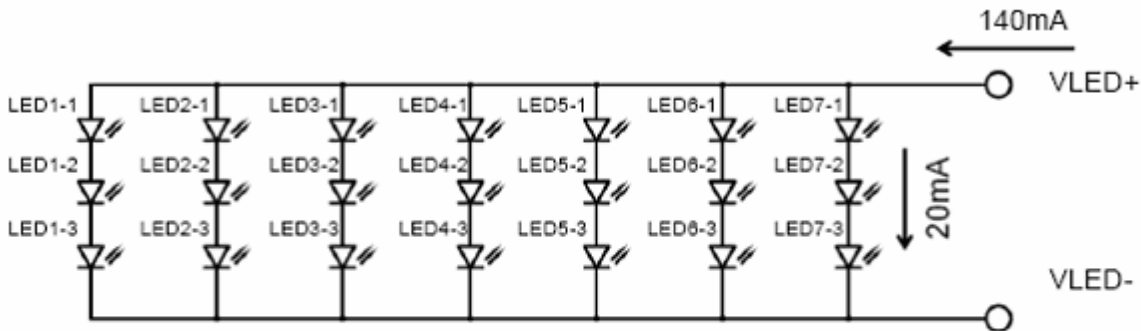 140mA
VLED+
LED1-1 LED2-1 LED3-1 LED4-1 LED5-1 LED6-1 LED7-1
LED1-2 LED2-2 LED3-2 LED4-2 LED5-2 LED6-2 LED7-2
20mA
LED1-3 LED2-3 LED3-3 LED4-3 LED5-3 LED6-3 LED7-3
VLED-